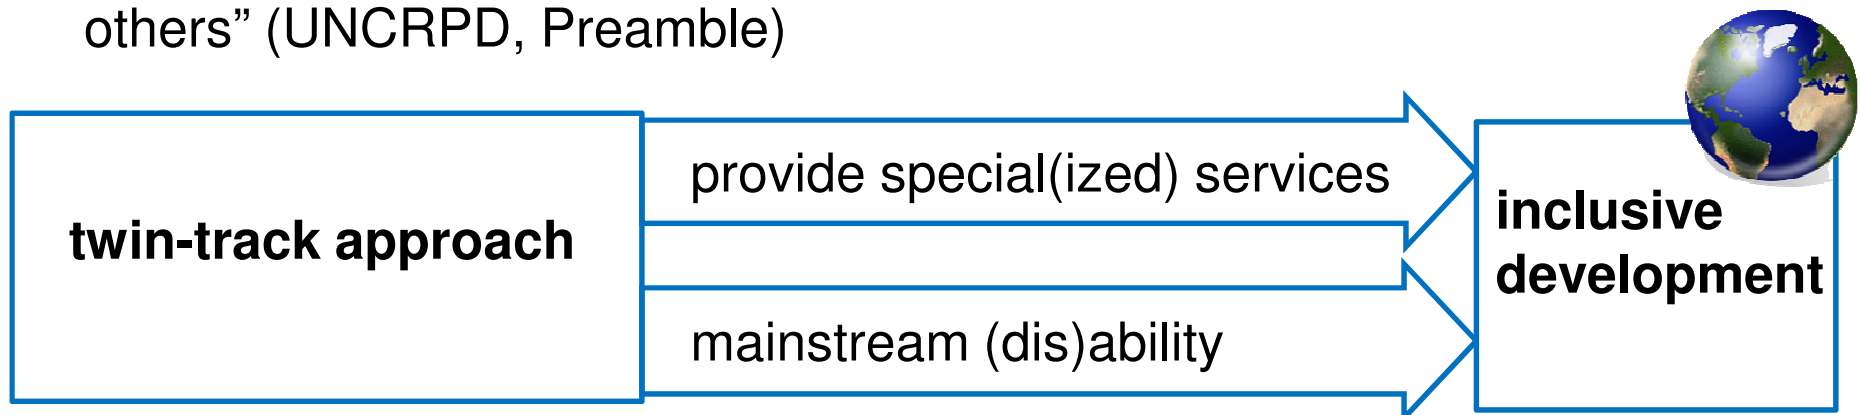 others” (UNCRPD, Preamble)
twin-track approach
provide special(ized) services
mainstream (dis)ability
inclusive
development